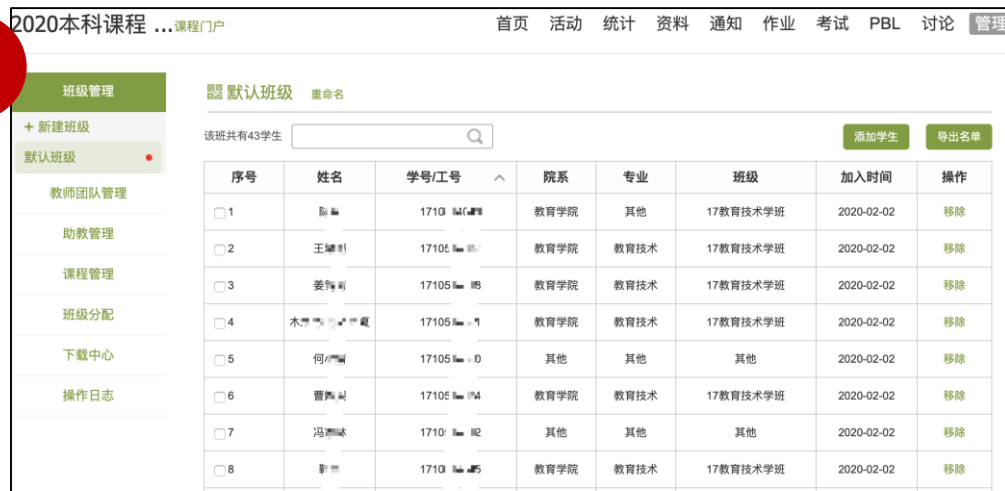 2020本科课程 ...课程门户
首页 活动 统计 资料 通知 作业 考试 PBL 讨论 管理
班级管理
+ 新建班级
默认班级
教师团队管理
助教管理
课程管理
班级分配
下载中心
操作日志
默认班级 重命名
该班共有43学生
添加学生 导出名单
序号 姓名 学号/工号 院系 专业 班级 加入时间 操作
1 教育学院 其他 17教育技术学班 2020-02-02 移除
2 教育学院 教育技术 17教育技术学班 2020-02-02 移除
3 教育学院 教育技术 17教育技术学班 2020-02-02 移除
4 教育学院 教育技术 17教育技术学班 2020-02-02 移除
5 其他 其他 其他 2020-02-02 移除
6 教育学院 教育技术 17教育技术学班 2020-02-02 移除
7 其他 其他 其他 2020-02-02 移除
8 教育学院 教育技术 17教育技术学班 2020-02-02 移除